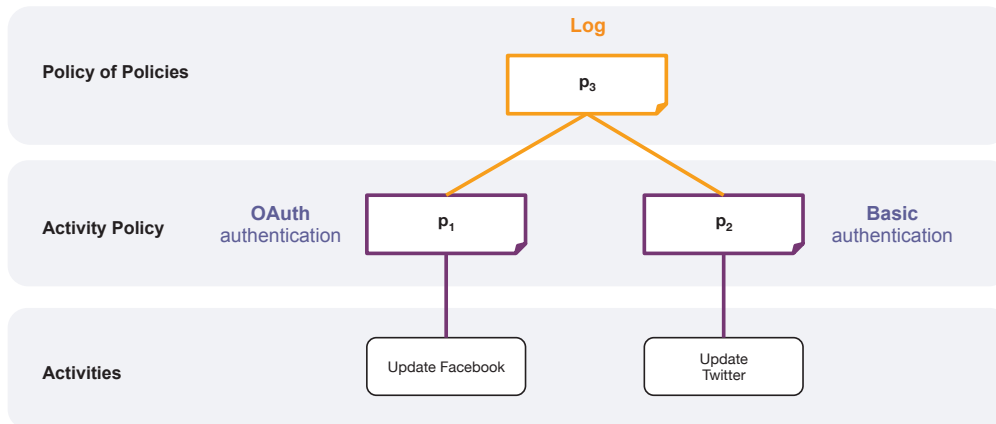 Log
Policy of Policies
p₃
OAuth
authentication
Activity Policy
p₁
p₂
Basic
authentication
Activities
Update Facebook
Update
Twitter